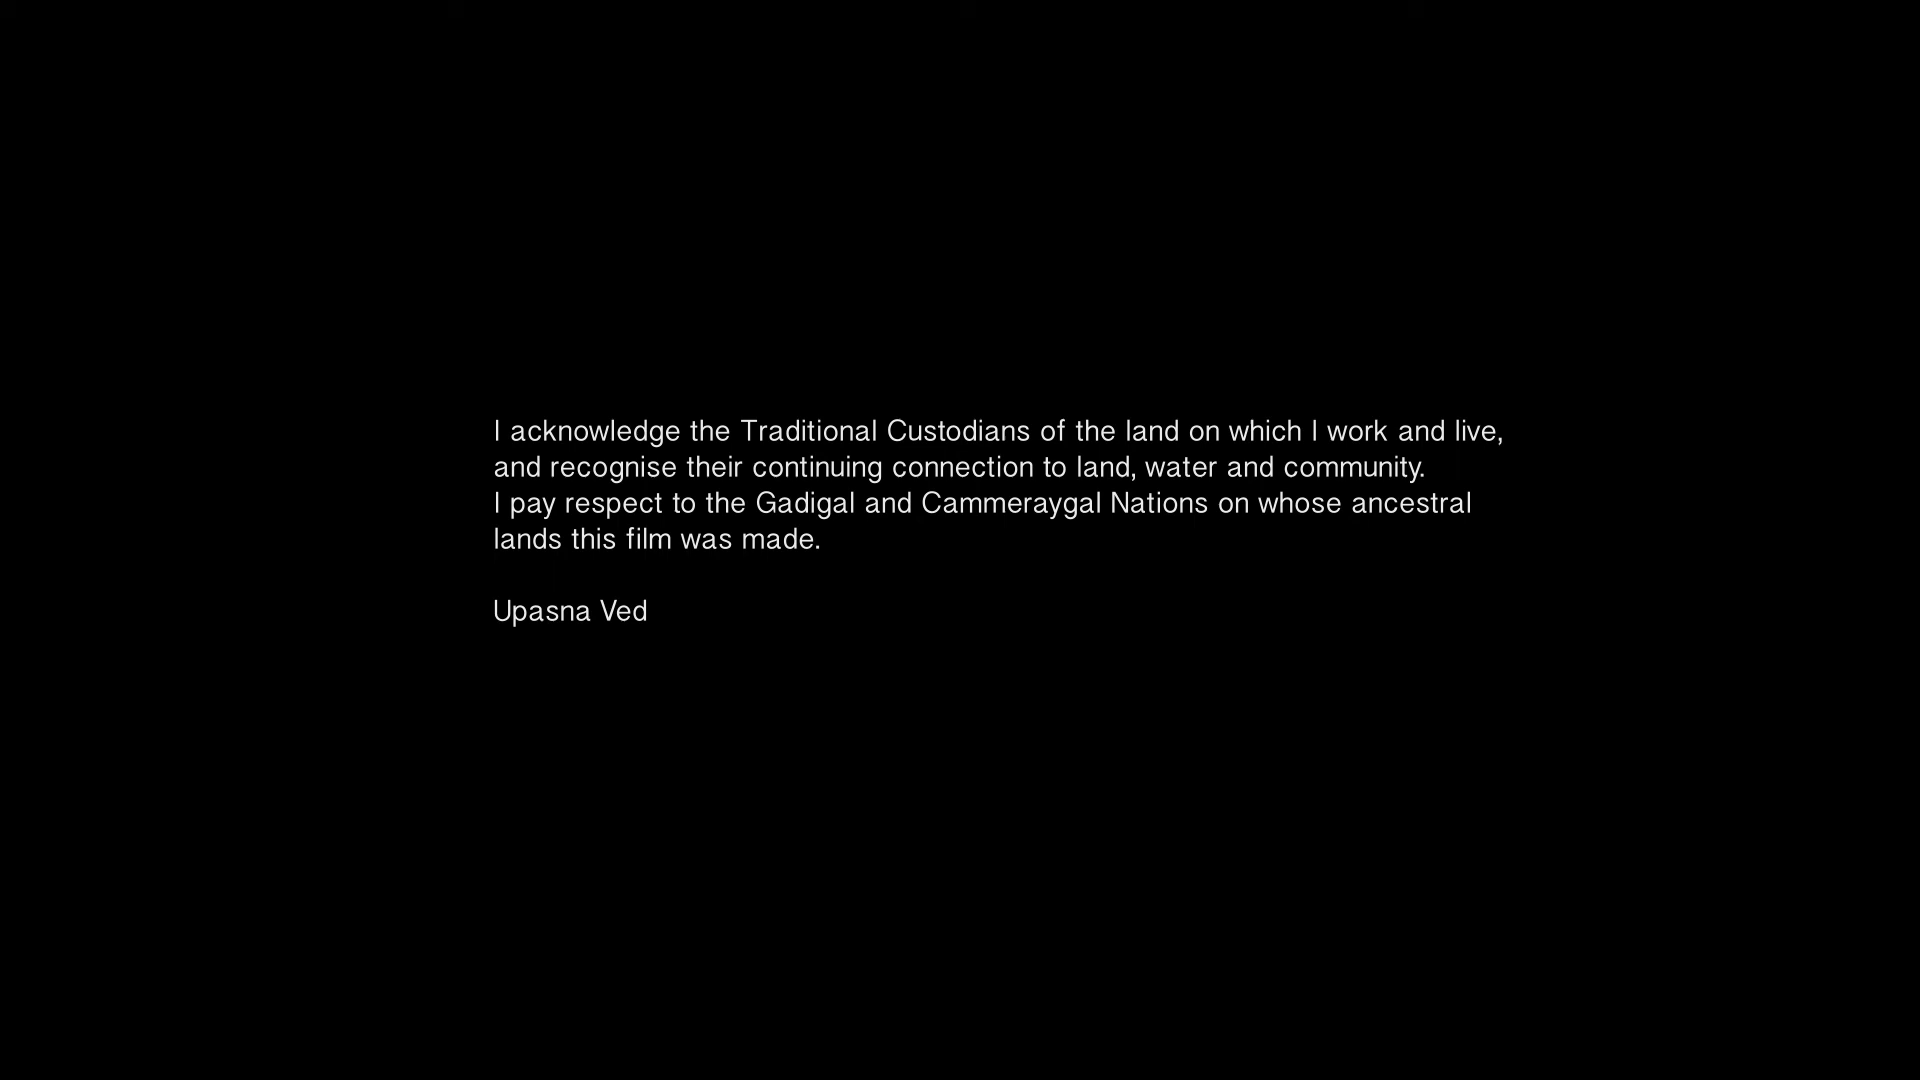 I acknowledge the Traditional Custodians of the land on which I work and live,
and recognise their continuing connection to land, water and community.
I pay respect to the Gadigal and Cammeraygal Nations on whose ancestral
lands this film was made.
Upasna Ved